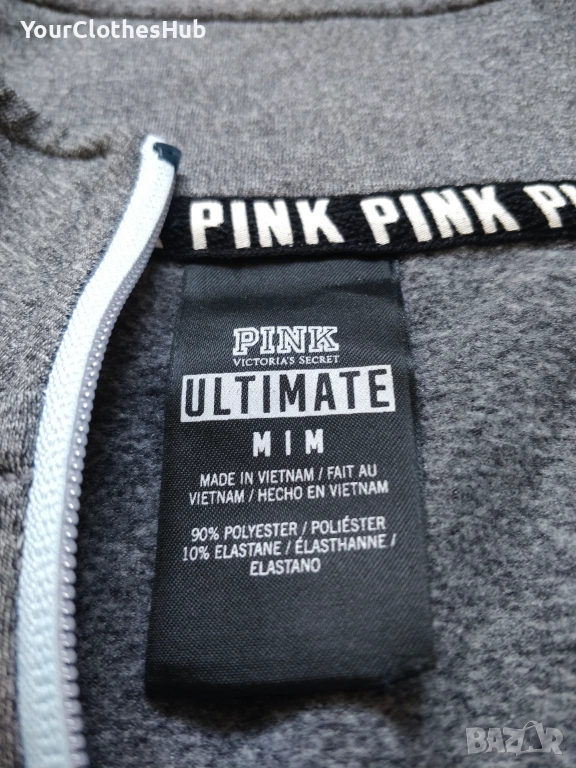 YourClothesHub
PINK PINK
PINK
VICTORIA'S SECRET
ULTIMATE
M | M
MADE IN VIETNAM / FAIT AU
VIETNAM / HECHO EN VIETNAM
90% POLYESTER / POLIÉSTER
10% ELASTANE / ÉLASTHANNE /
ELASTANO
BAZAR